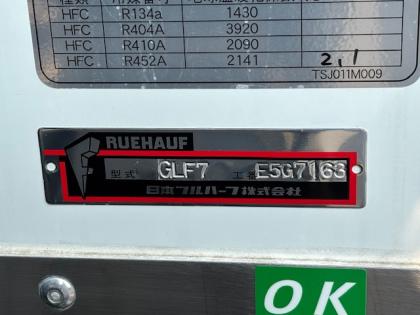 HFC R134a 1430
HFC R404A 3920
HFC R410A 2090
HFC R452A 2141
2,1
TSJ011M009
RUEHAUF
型式 GLF7 工番 E5G7163
日本フルハーフ株式会社
OK